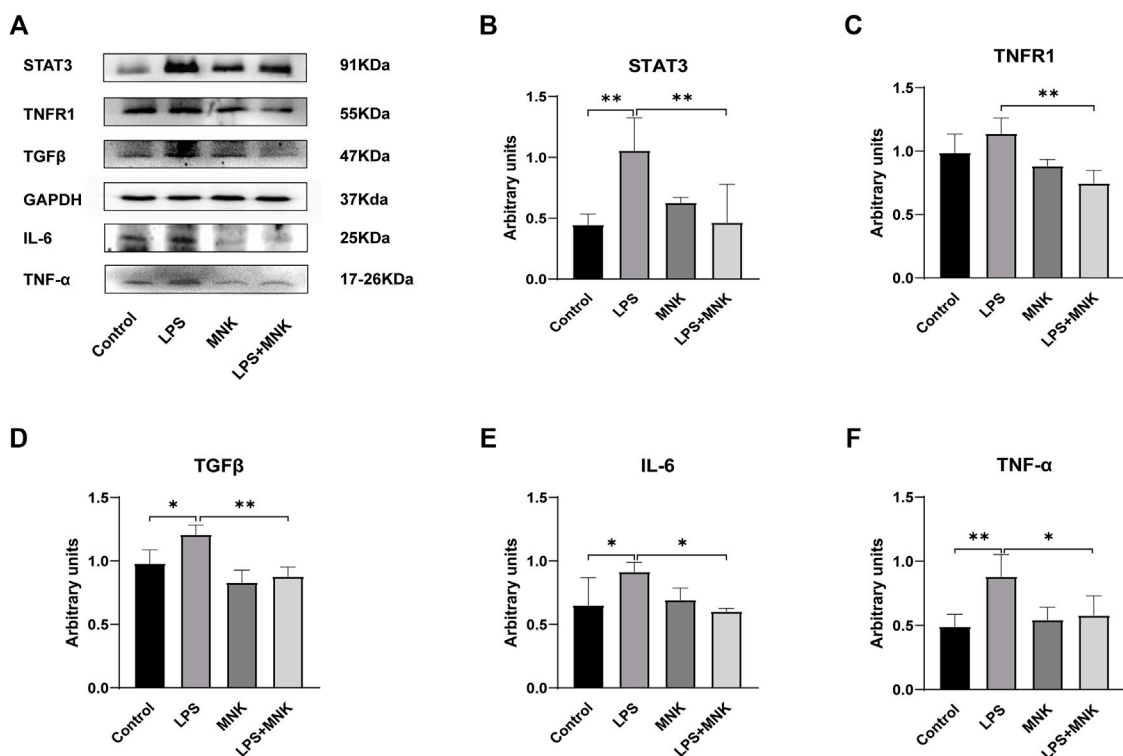 A
STAT3 91KDa
TNFR1 55KDa
TGFβ 47KDa
GAPDH 37Kda
IL-6 25KDa
TNF-α 17-26KDa
Control LPS MNK LPS+MNK
B
STAT3
** **
1.5
1.0
0.5
0.0
Arbitrary units
Control LPS MNK LPS+MNK
C
TNFR1
**
1.5
1.0
0.5
0.0
Arbitrary units
Control LPS MNK LPS+MNK
D
TGFβ
* **
1.5
1.0
0.5
0.0
Arbitrary units
Control LPS MNK LPS+MNK
E
IL-6
* *
1.5
1.0
0.5
0.0
Arbitrary units
Control LPS MNK LPS+MNK
F
TNF-α
** *
1.5
1.0
0.5
0.0
Arbitrary units
Control LPS MNK LPS+MNK